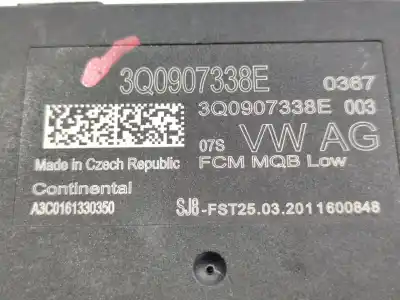 3Q0907338E 0367
3Q0907338E 003
07S VW AG
Made in Czech Republic FCM MQB Low
Continental
A3C0161330350 SJ8-FST25.03.2011600848